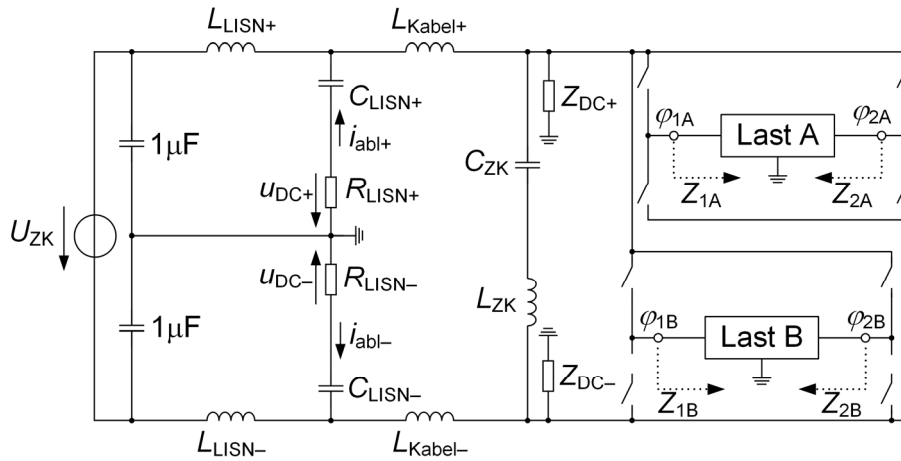 L_LISN+
L_Kabel+
C_LISN+
Z_DC+
φ_1A
Last A
φ_2A
1µF
i_abl+
C_ZK
Z_1A
Z_2A
u_DC+
R_LISN+
U_ZK
u_DC–
R_LISN–
L_ZK
φ_1B
Last B
φ_2B
1µF
i_abl–
Z_DC–
C_LISN–
Z_1B
Z_2B
L_LISN–
L_Kabel–